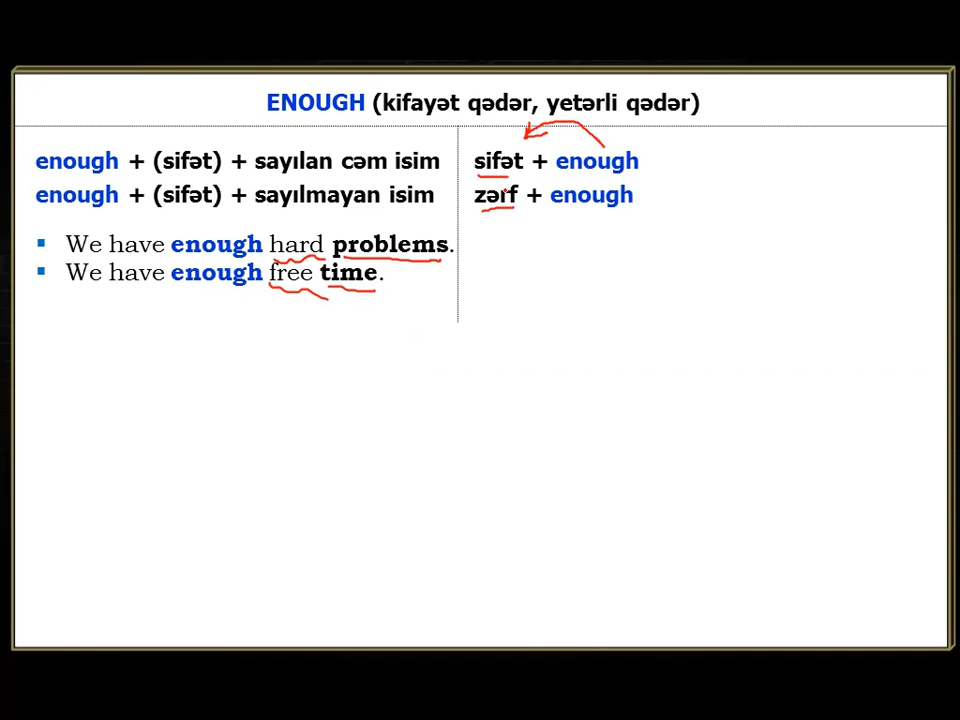 ENOUGH (kifayət qədər, yetərli qədər)
enough + (sifət) + sayılan cəm isim
enough + (sifət) + sayılmayan isim
▪ We have enough hard problems.
▪ We have enough free time.
sifət + enough
zərf + enough